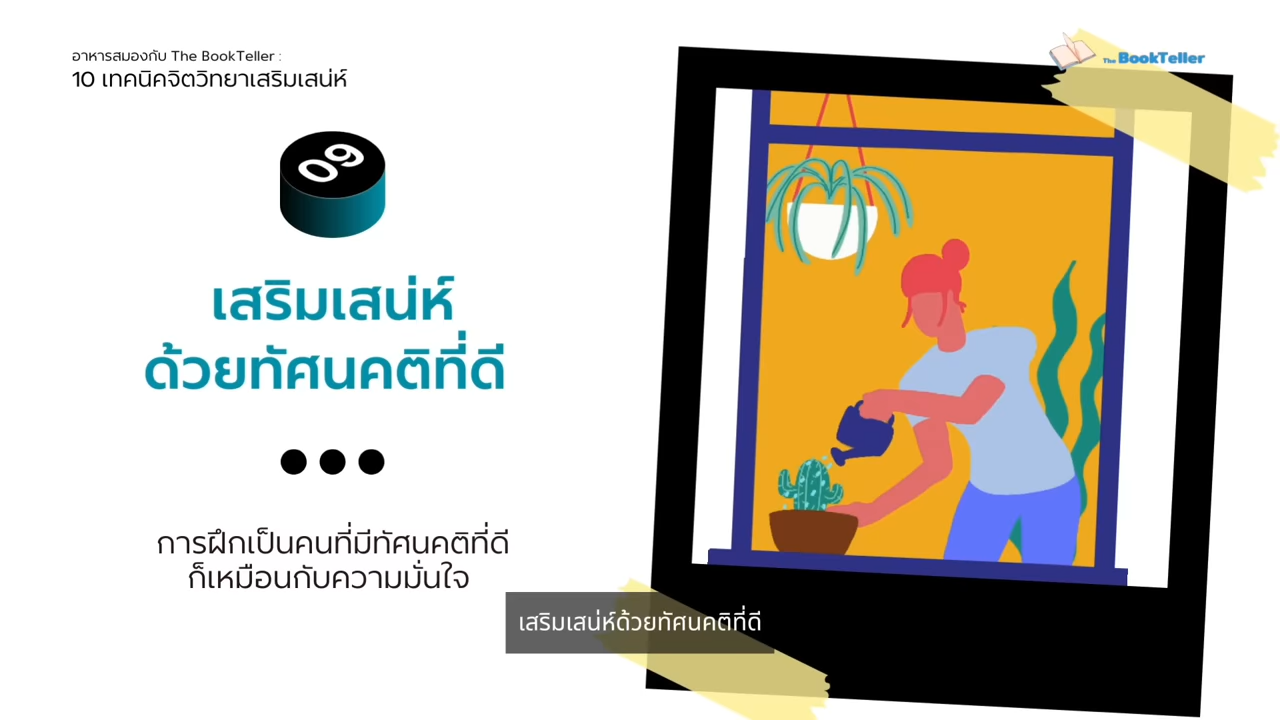 อาหารสมองกับ The BookTeller :
10 เทคนิคจิตวิทยาเสริมเสน่ห์
The BookTeller
09
เสริมเสน่ห์
ด้วยทัศนคติที่ดี
การฝึกเป็นคนที่มีทัศนคติที่ดี
ก็เหมือนกับความมั่นใจ
เสริมเสน่ห์ด้วยทัศนคติที่ดี